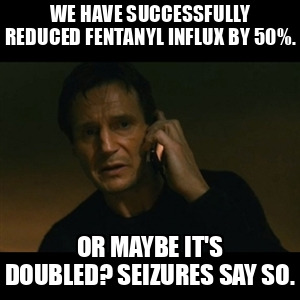 WE HAVE SUCCESSFULLY
REDUCED FENTANYL INFLUX BY 50%.
OR MAYBE IT'S
DOUBLED? SEIZURES SAY SO.